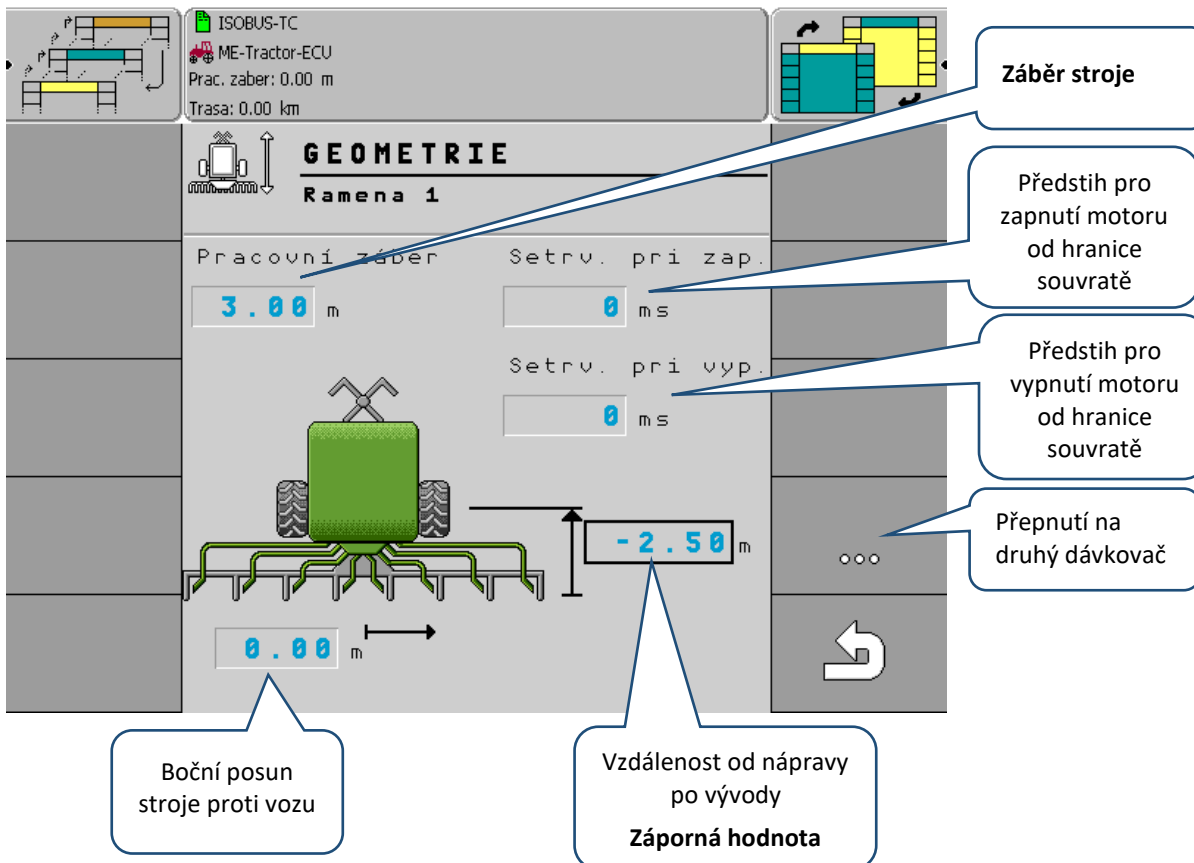 ISOBUS-TC
ME-Tractor-ECU
Prac. zaber: 0.00 m
Trasa: 0.00 km
GEOMETRIE
Ramena 1
Pracovní záběr
Setrv. pri zap.
3.00 m
0 ms
Setrv. pri vyp.
0 ms
-2.50 m
0.00 m
Záběr stroje
Předstih pro
zapnutí motoru
od hranice
souvratě
Předstih pro
vypnutí motoru
od hranice
souvratě
Přepnutí na
druhý dávkovač
Boční posun
stroje proti vozu
Vzdálenost od nápravy
po vývody
Záporná hodnota